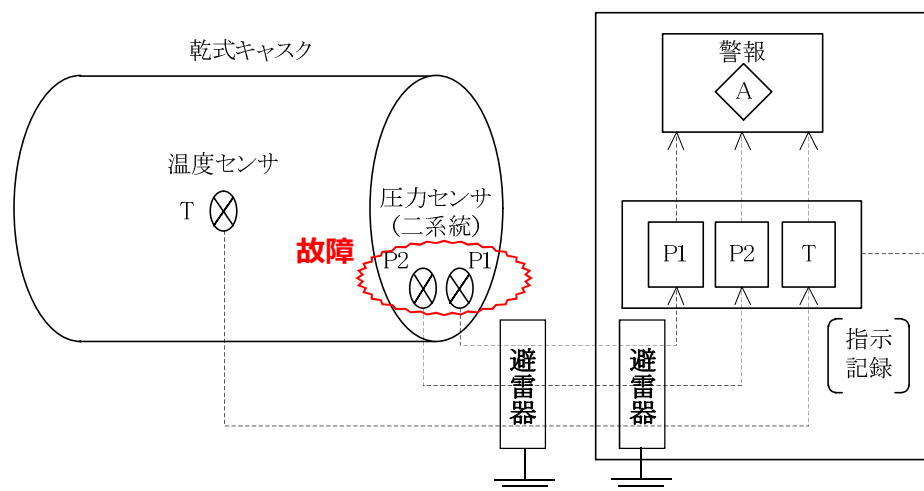 乾式キャスク
警報
A
温度センサ
T
圧力センサ
(二系統)
故障
P2
P1
P1
P2
T
避雷器
避雷器
指示
記録